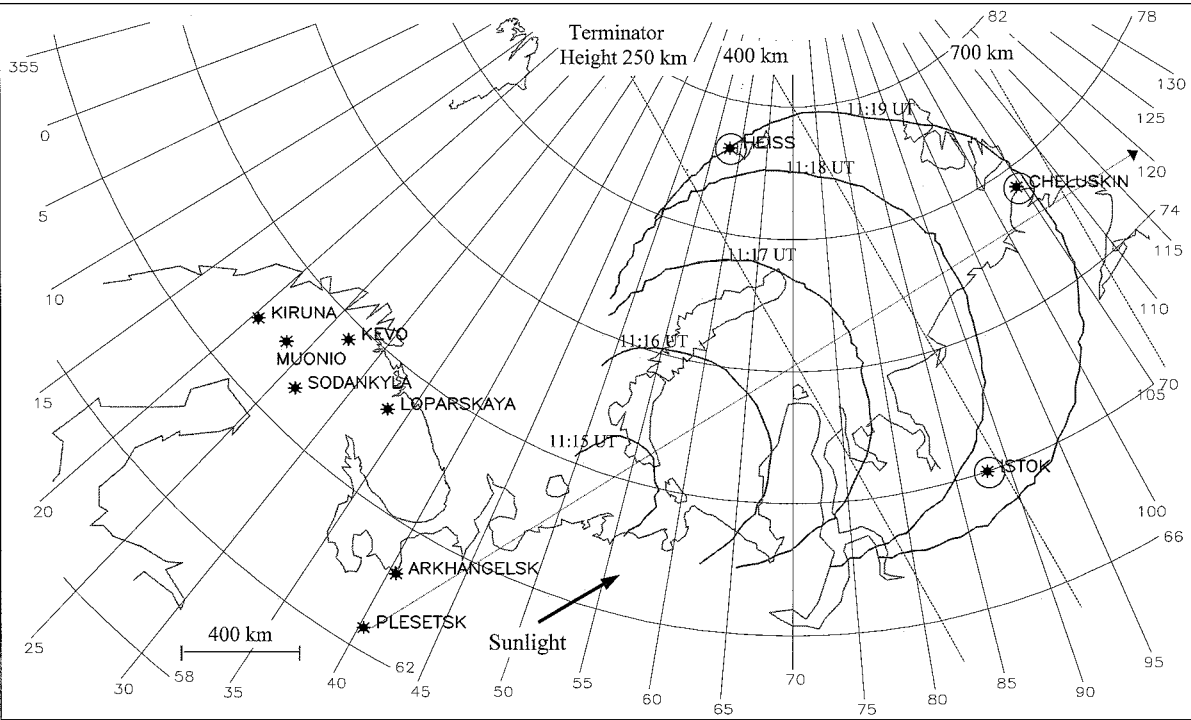 Terminator
Height 250 km
400 km
700 km
82
78
355
130
125
11:19 UT
HEISS
0
11:18 UT
120
CHELUSKIN
74
5
115
11:17 UT
10
110
KIRUNA
KEVO
11:16 UT
MUONIO
SODANKYLA
70
105
15
LOPARSKAYA
11:15 UT
ISTOK
20
100
66
ARKHANGELSK
PLESETSK
400 km
Sunlight
25
62
95
58
30
35
40
45
50
55
60
65
70
75
80
85
90